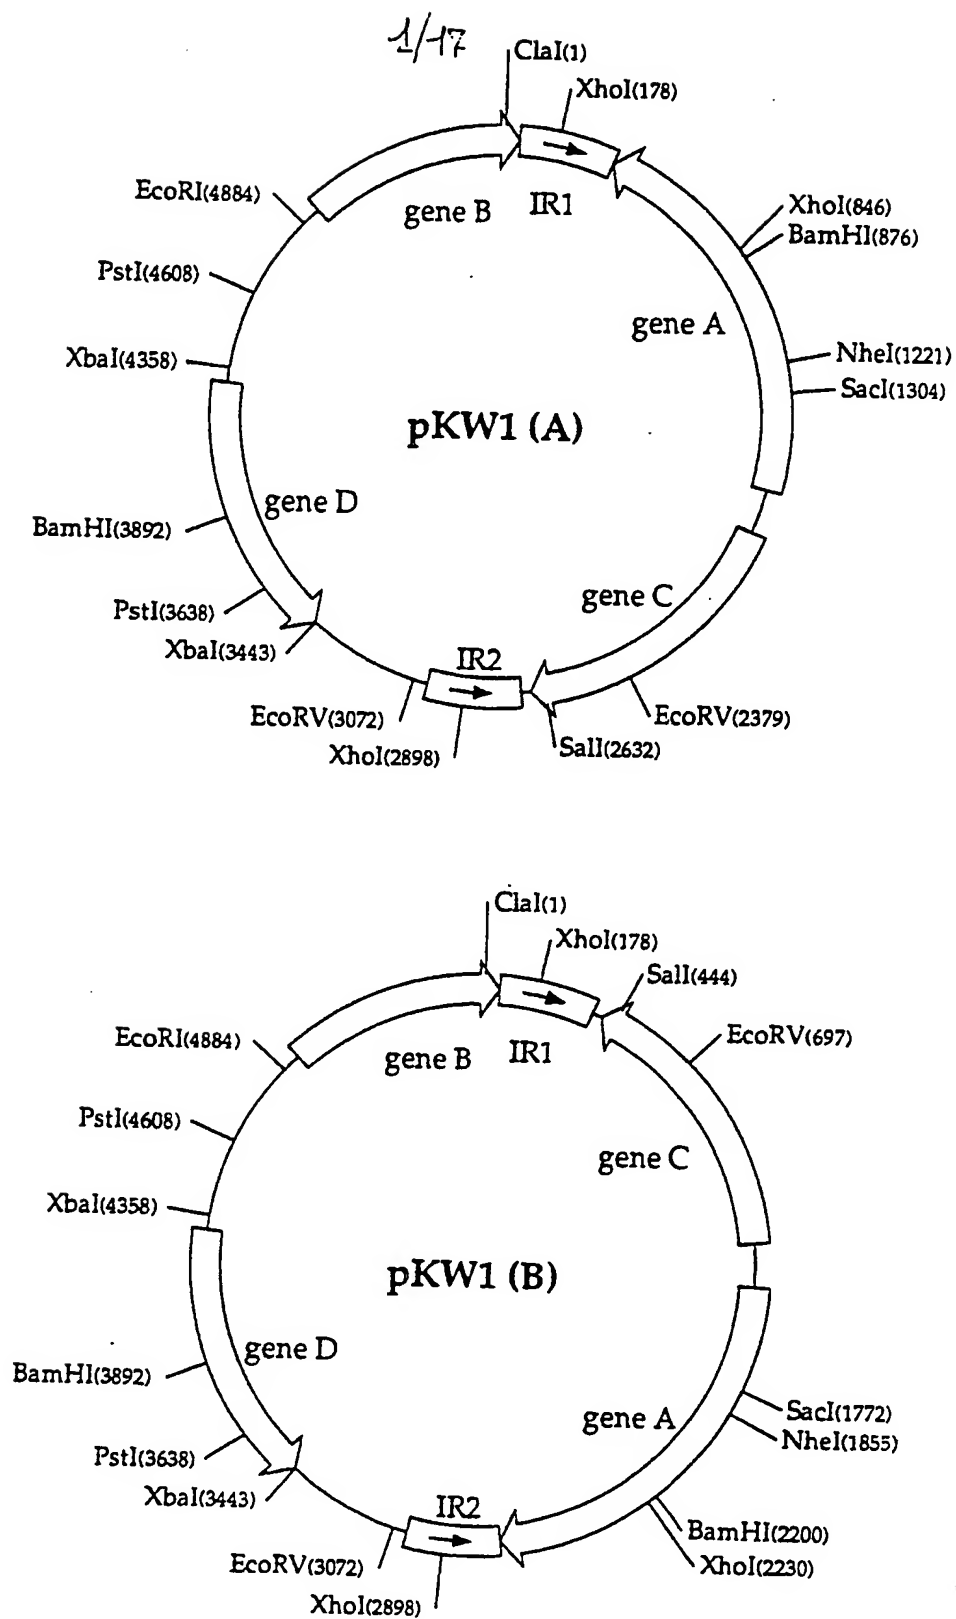 1/17
ClaI(1)
XhoI(178)
EcoRI(4884)
XhoI(846)
gene B
IR1
BamHI(876)
PstI(4608)
gene A
XbaI(4358)
NheI(1221)
SacI(1304)
pKW1 (A)
gene D
BamHI(3892)
gene C
PstI(3638)
XbaI(3443)
IR2
EcoRV(3072)
EcoRV(2379)
XhoI(2898)
SalI(2632)
ClaI(1)
XhoI(178)
SalI(444)
EcoRI(4884)
EcoRV(697)
gene B
IR1
PstI(4608)
gene C
XbaI(4358)
pKW1 (B)
gene D
BamHI(3892)
SacI(1772)
gene A
NheI(1855)
PstI(3638)
XbaI(3443)
IR2
BamHI(2200)
EcoRV(3072)
XhoI(2230)
XhoI(2898)